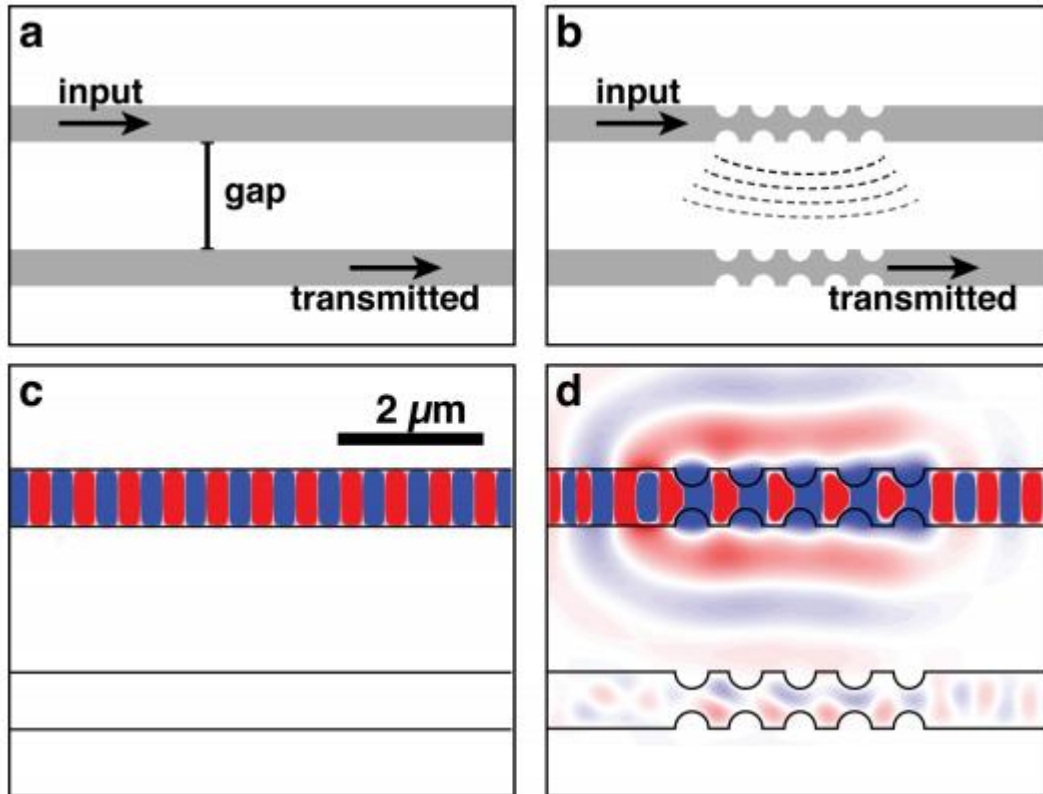 a
input
gap
transmitted
b
input
transmitted
c
2 μm
d